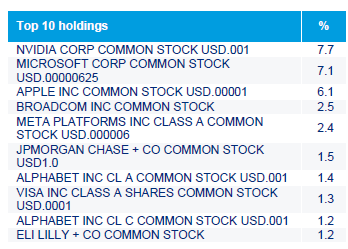 Top 10 holdings %
NVIDIA CORP COMMON STOCK USD.001 7.7
MICROSOFT CORP COMMON STOCK
USD.00000625 7.1
APPLE INC COMMON STOCK USD.00001 6.1
BROADCOM INC COMMON STOCK 2.5
META PLATFORMS INC CLASS A COMMON
STOCK USD.000006 2.4
JPMORGAN CHASE + CO COMMON STOCK
USD1.0 1.5
ALPHABET INC CL A COMMON STOCK USD.001 1.4
VISA INC CLASS A SHARES COMMON STOCK
USD.0001 1.3
ALPHABET INC CL C COMMON STOCK USD.001 1.2
ELI LILLY + CO COMMON STOCK 1.2